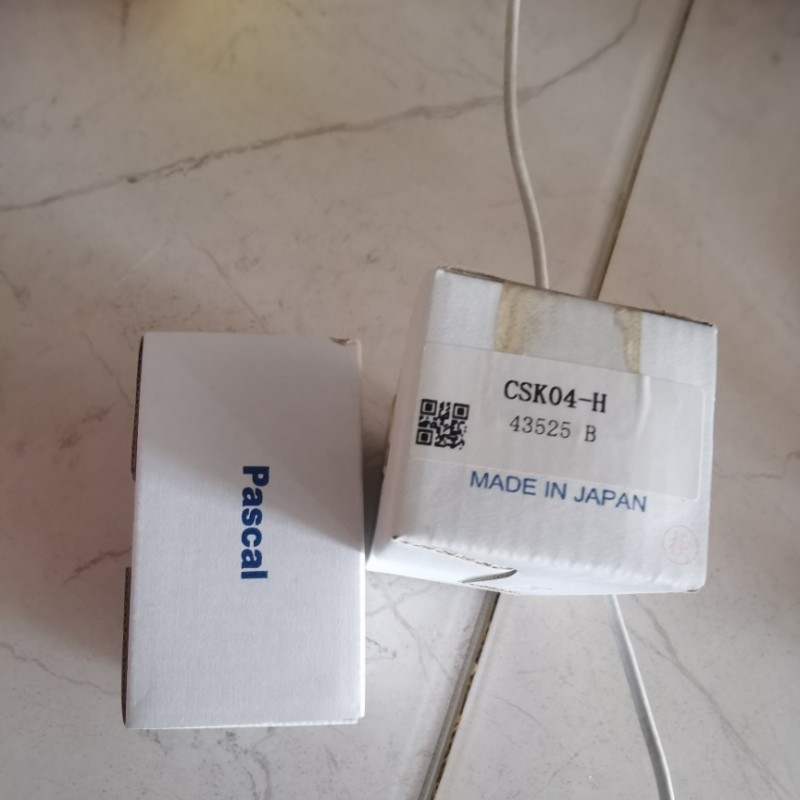 Pascal
CSK04-H
43525 B
MADE IN JAPAN